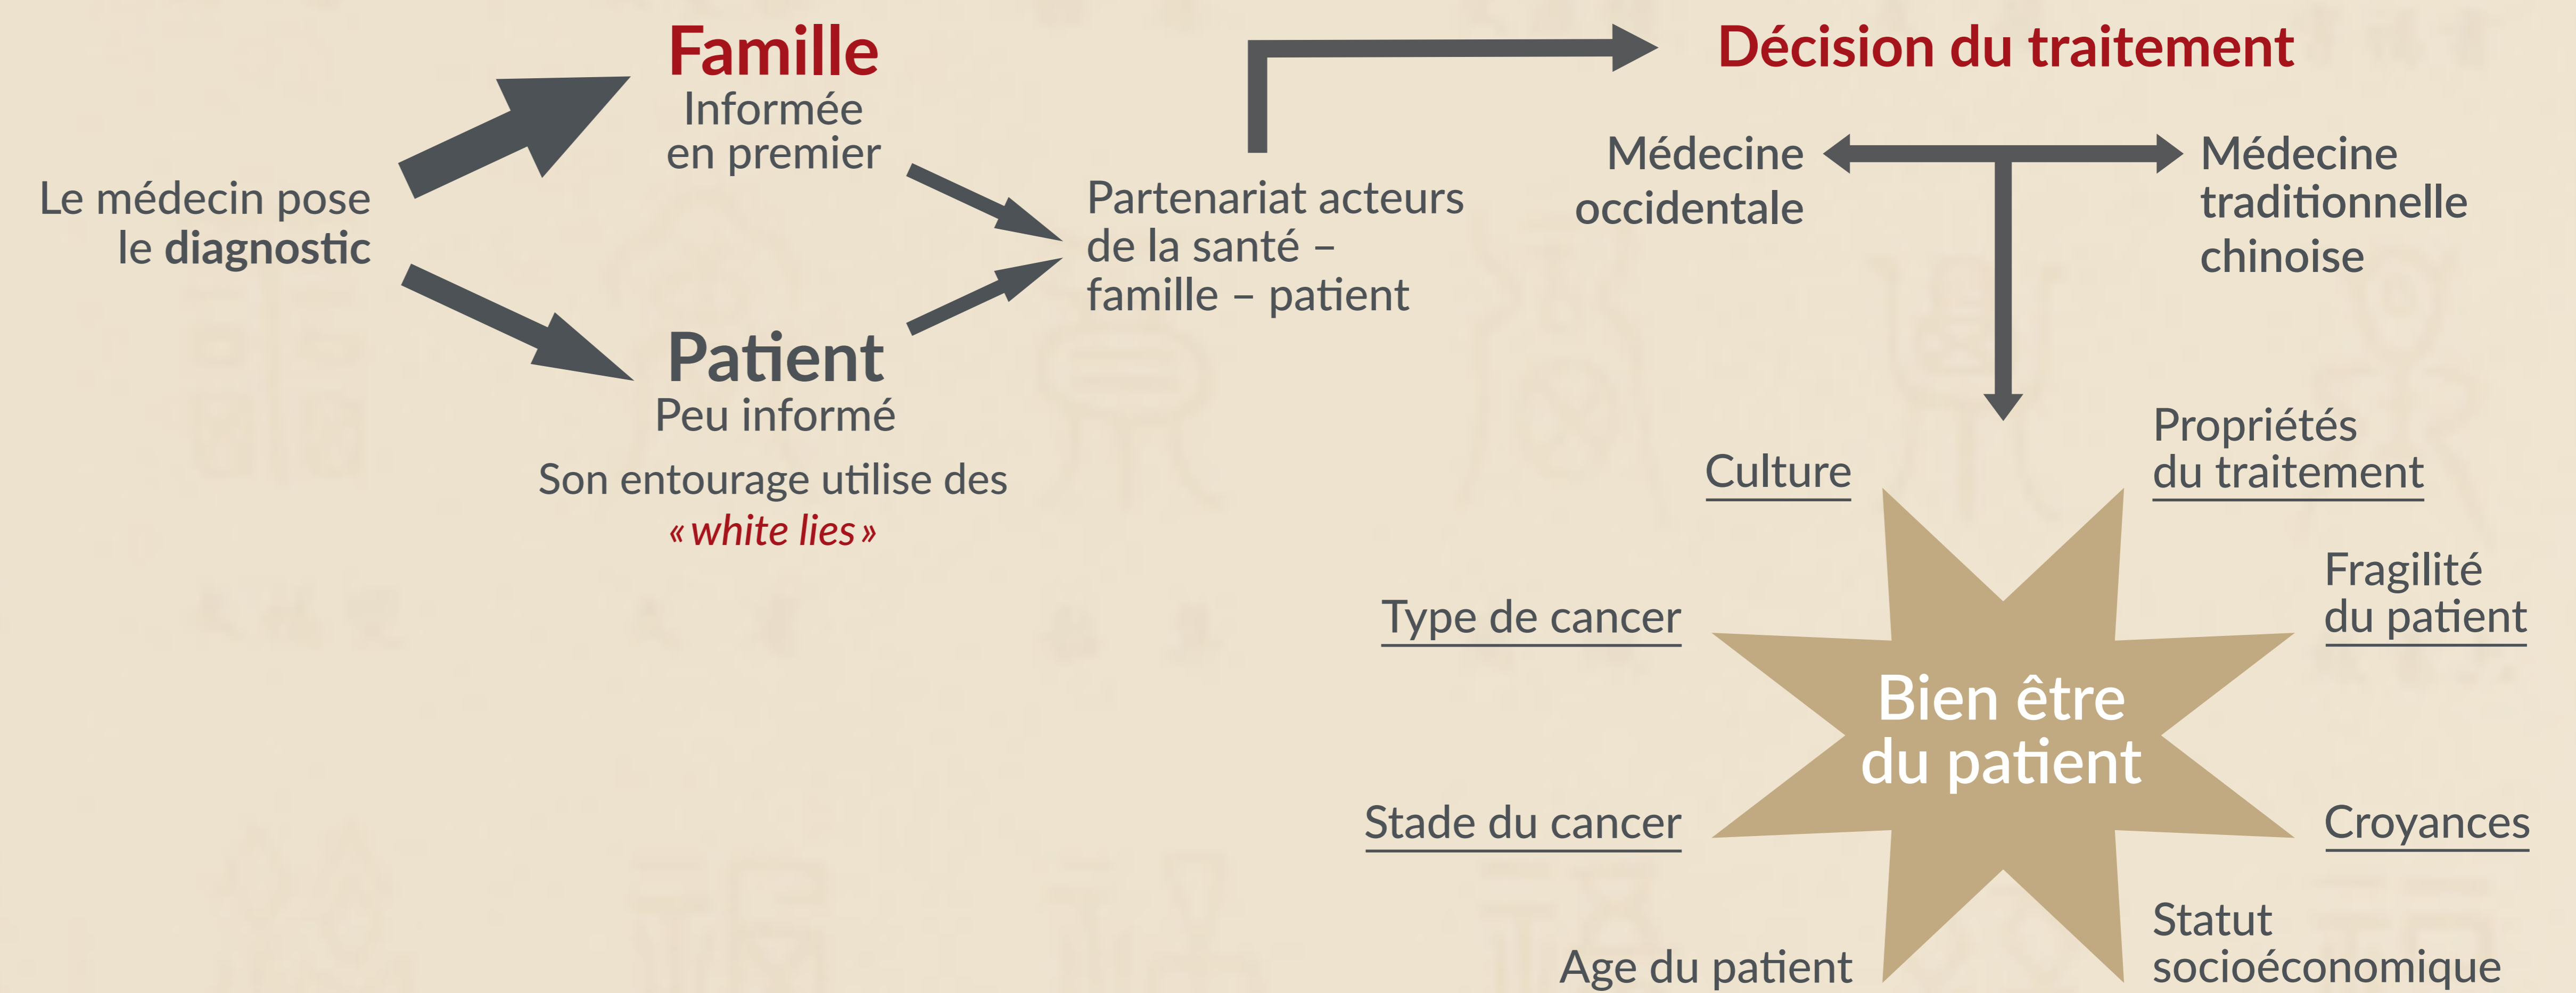 Famille
Informée
en premier
Le médecin pose
le diagnostic
Patient
Peu informé
Son entourage utilise des
« white lies »
Partenariat acteurs
de la santé –
famille – patient
Décision du traitement
Médecine
occidentale
Médecine
traditionnelle
chinoise
Culture
Propriétés
du traitement
Type de cancer
Fragilité
du patient
Bien être
du patient
Stade du cancer
Croyances
Age du patient
Statut
socioéconomique